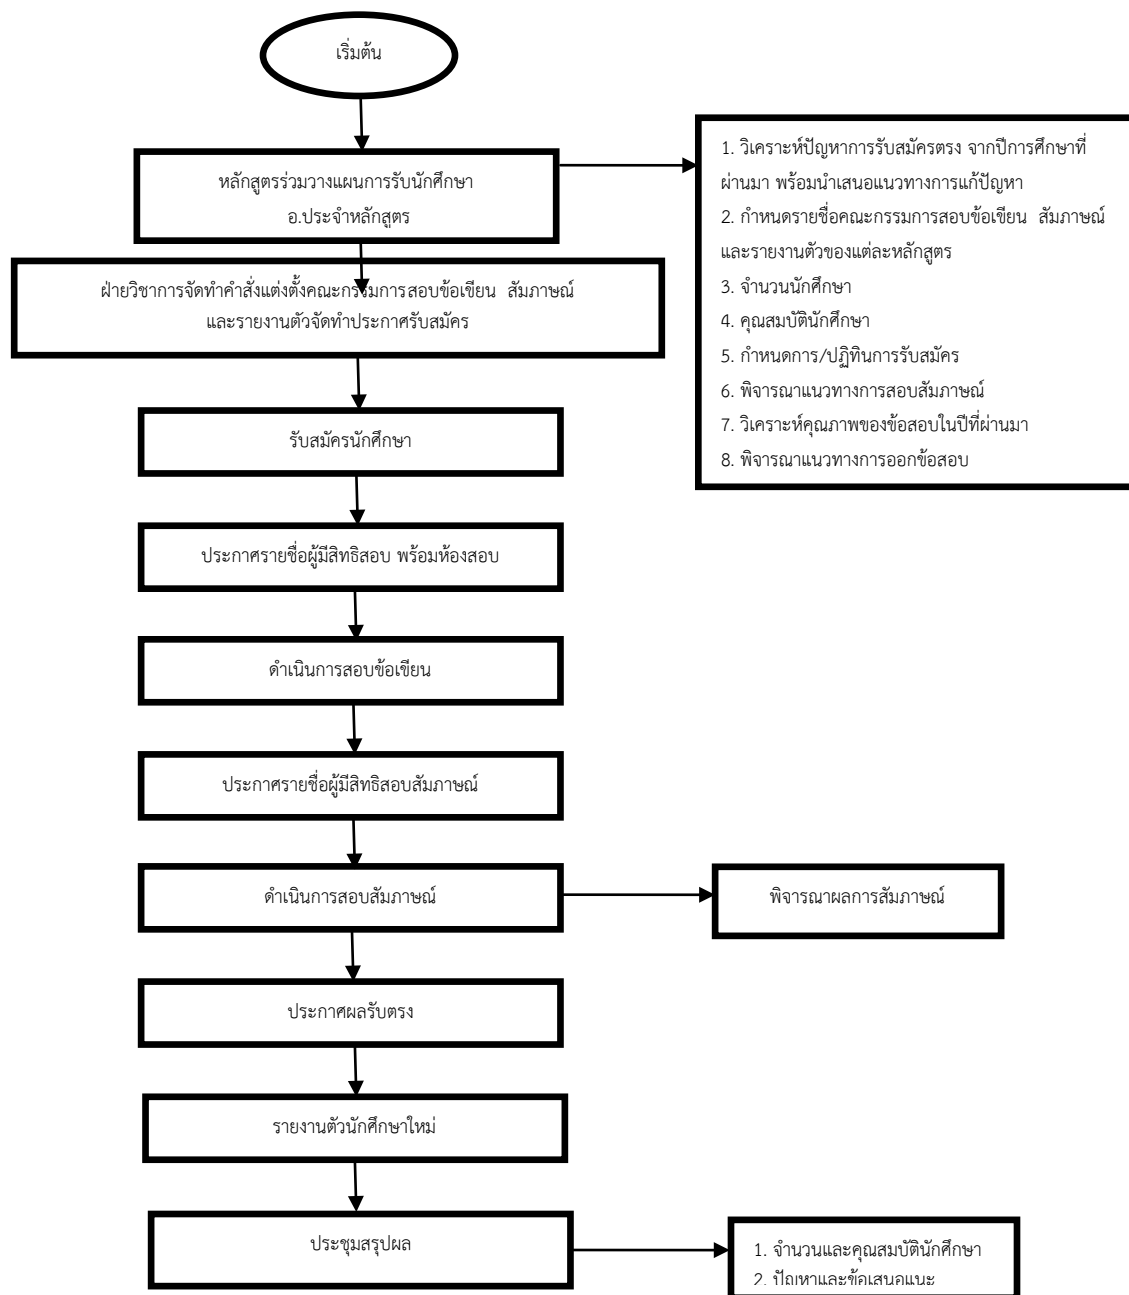 เริ่มต้น
หลักสูตรร่วมวางแผนการรับนักศึกษา
อ.ประจำหลักสูตร
1. วิเคราะห์ปัญหาการรับสมัครตรง จากปีการศึกษาที่
ผ่านมา พร้อมนำเสนอแนวทางการแก้ปัญหา
2. กำหนดรายชื่อคณะกรรมการสอบข้อเขียน สัมภาษณ์
และรายงานตัวของแต่ละหลักสูตร
3. จำนวนนักศึกษา
4. คุณสมบัตินักศึกษา
5. กำหนดการ/ปฏิทินการรับสมัคร
6. พิจารณาแนวทางการสอบสัมภาษณ์
7. วิเคราะห์คุณภาพของข้อสอบในปีที่ผ่านมา
8. พิจารณาแนวทางการออกข้อสอบ
ฝ่ายวิชาการจัดทำคำสั่งแต่งตั้งคณะกรรมการสอบข้อเขียน สัมภาษณ์
และรายงานตัวจัดทำประกาศรับสมัคร
รับสมัครนักศึกษา
ประกาศรายชื่อผู้มีสิทธิสอบ พร้อมห้องสอบ
ดำเนินการสอบข้อเขียน
ประกาศรายชื่อผู้มีสิทธิสอบสัมภาษณ์
ดำเนินการสอบสัมภาษณ์
พิจารณาผลการสัมภาษณ์
ประกาศผลรับตรง
รายงานตัวนักศึกษาใหม่
ประชุมสรุปผล
1. จำนวนและคุณสมบัตินักศึกษา
2. ปัญหาและข้อเสนอแนะ